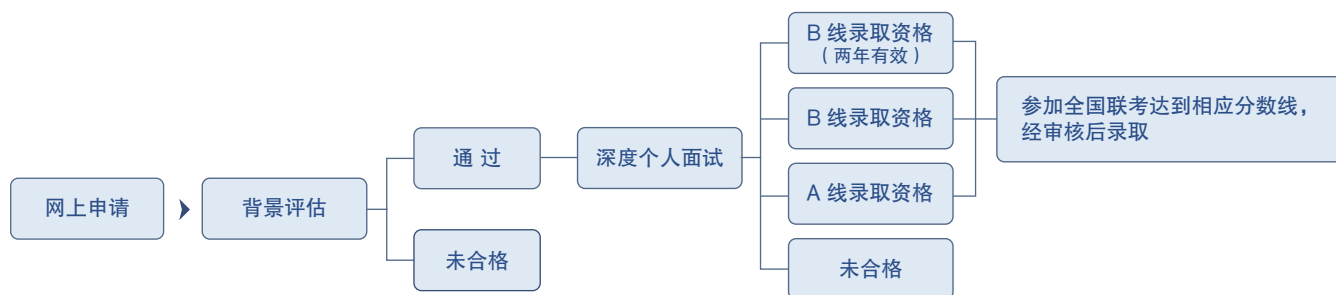 网上申请
背景评估
通 过
未合格
深度个人面试
B 线录取资格
（两年有效）
B 线录取资格
A 线录取资格
未合格
参加全国联考达到相应分数线，
经审核后录取